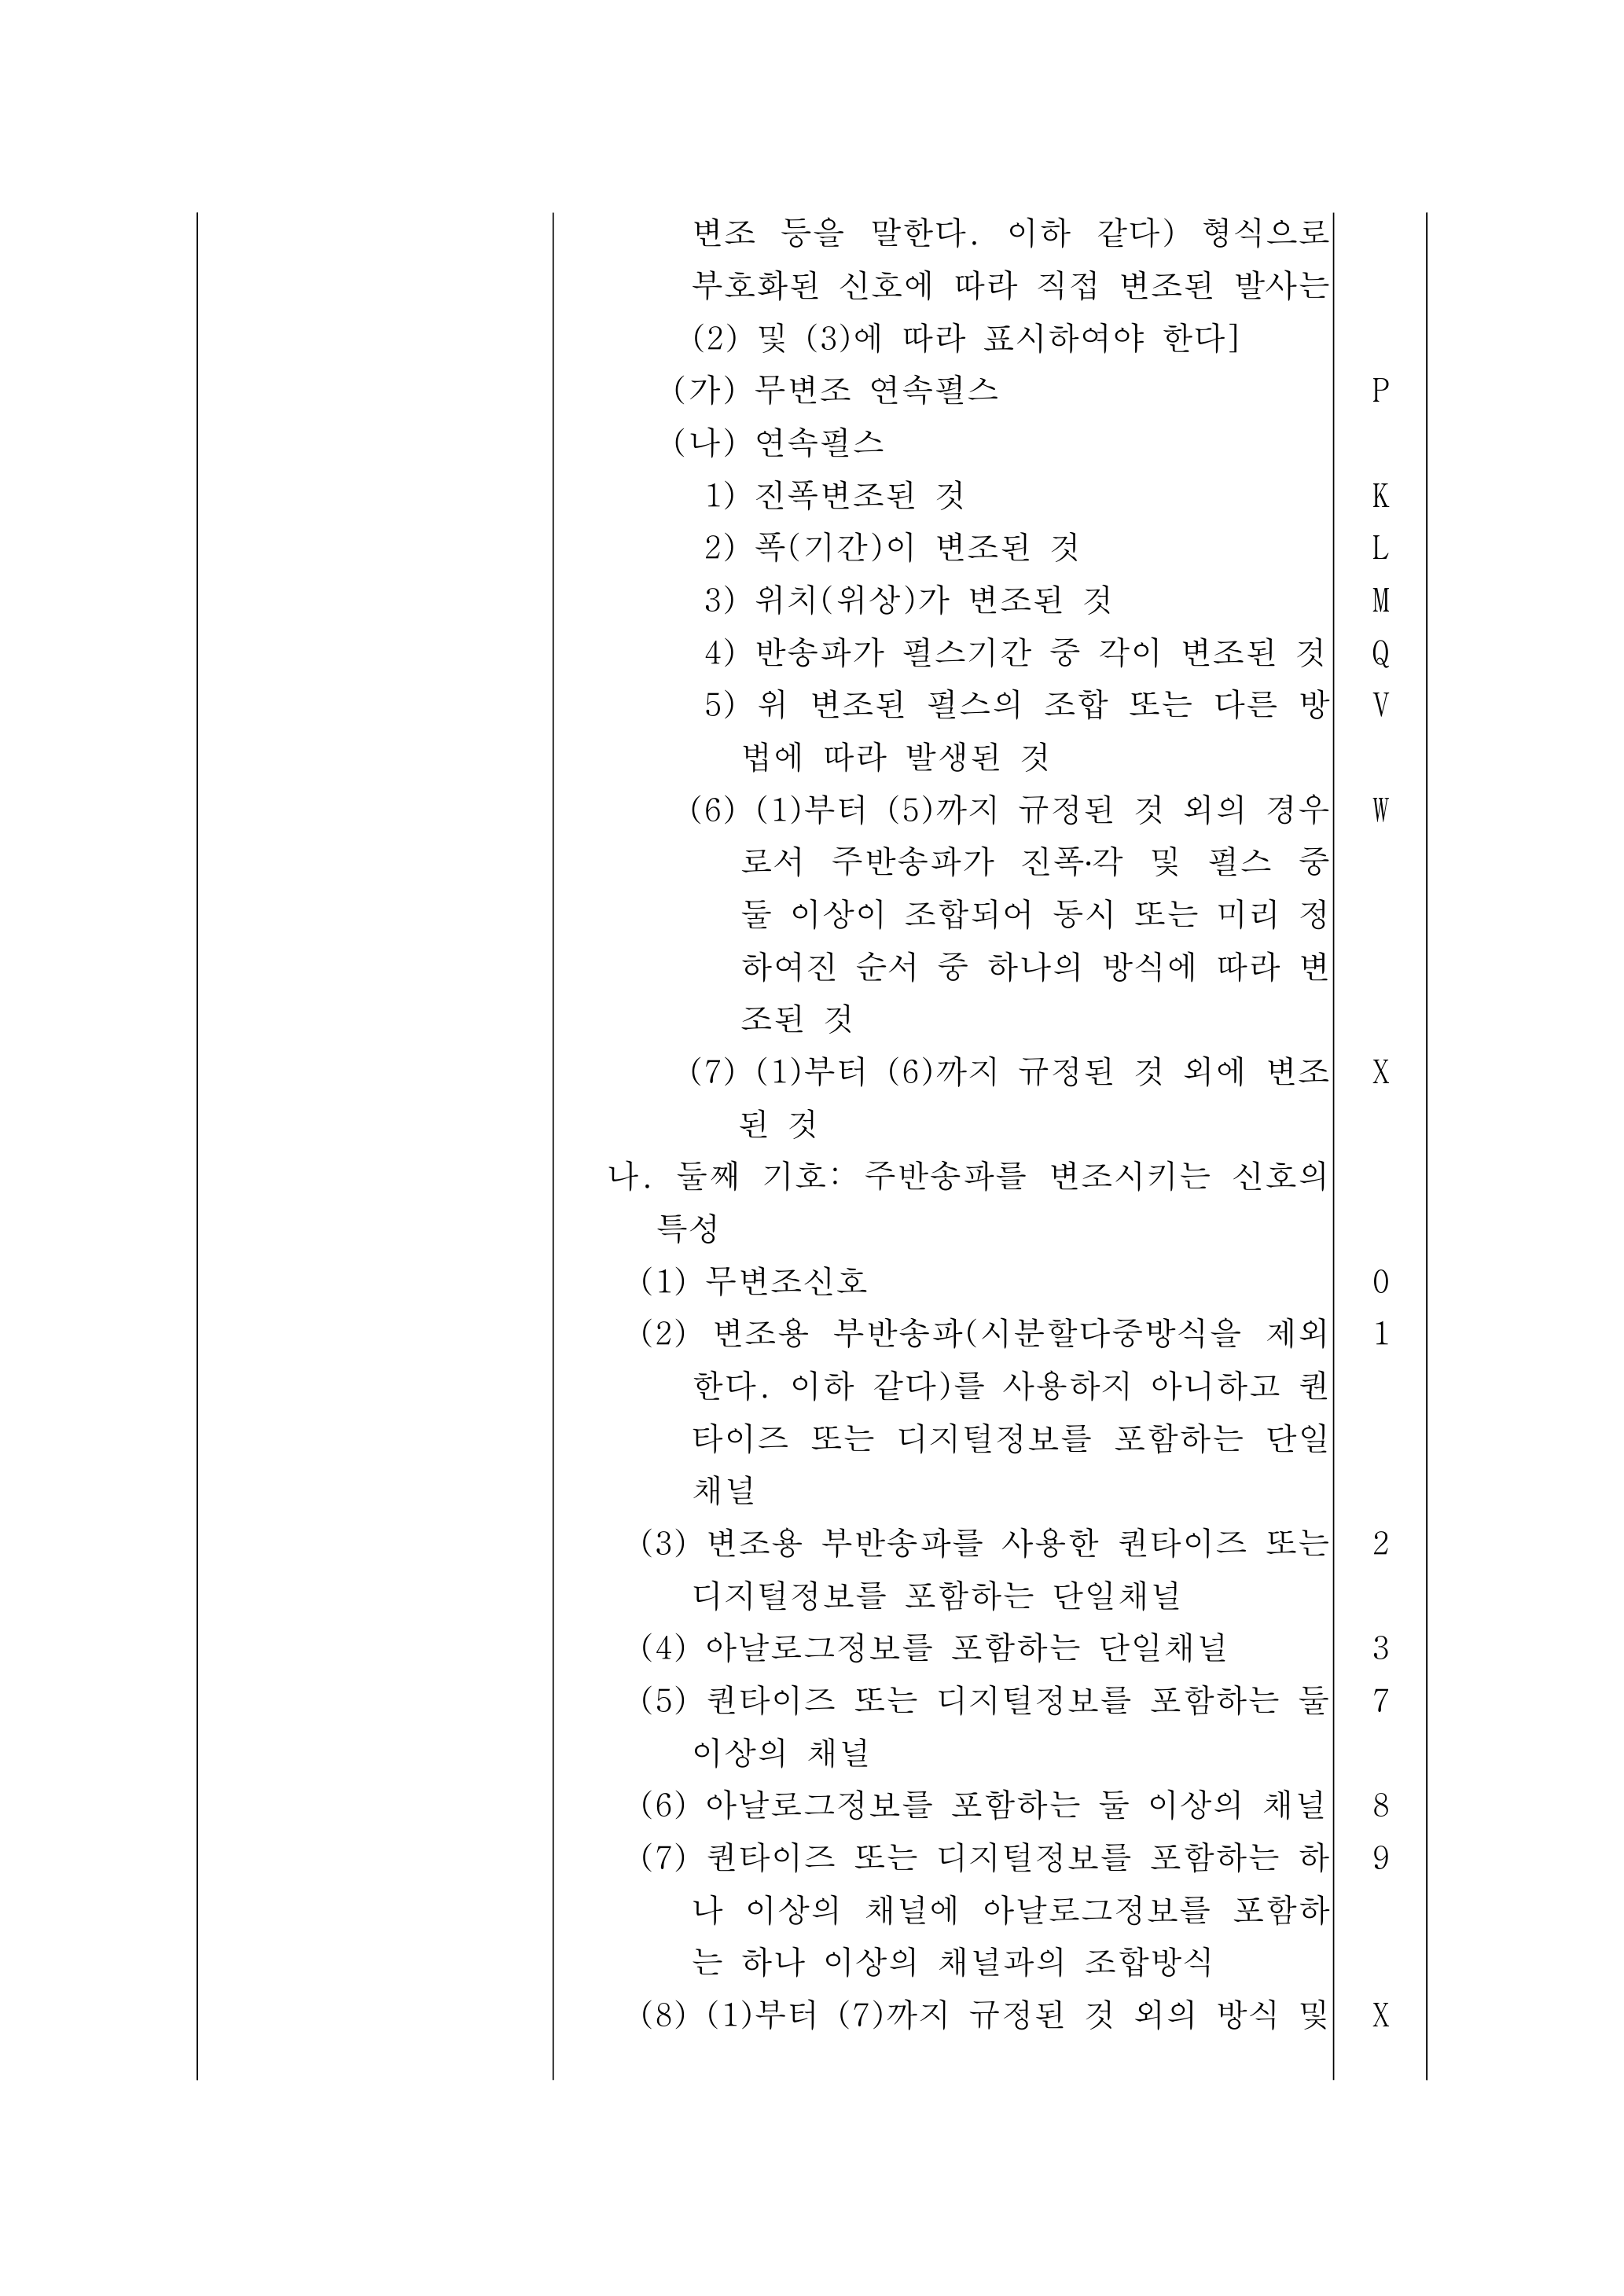 변조 등을 말한다. 이하 같다) 형식으로
부호화된 신호에 따라 직접 변조된 발사는
(2) 및 (3)에 따라 표시하여야 한다]
(가) 무변조 연속펄스 P
(나) 연속펄스
1) 진폭변조된 것 K
2) 폭(기간)이 변조된 것 L
3) 위치(위상)가 변조된 것 M
4) 반송파가 펄스기간 중 각이 변조된 것 Q
5) 위 변조된 펄스의 조합 또는 다른 방 V
법에 따라 발생된 것
(6) (1)부터 (5)까지 규정된 것 외의 경우 W
로서 주반송파가 진폭·각 및 펄스 중
둘 이상이 조합되어 동시 또는 미리 정
하여진 순서 중 하나의 방식에 따라 변
조된 것
(7) (1)부터 (6)까지 규정된 것 외에 변조 X
된 것
나. 둘째 기호: 주반송파를 변조시키는 신호의
특성
(1) 무변조신호 0
(2) 변조용 부반송파(시분할다중방식을 제외 1
한다. 이하 같다)를 사용하지 아니하고 퀀
타이즈 또는 디지털정보를 포함하는 단일
채널
(3) 변조용 부반송파를 사용한 퀀타이즈 또는 2
디지털정보를 포함하는 단일채널
(4) 아날로그정보를 포함하는 단일채널 3
(5) 퀀타이즈 또는 디지털정보를 포함하는 둘 7
이상의 채널
(6) 아날로그정보를 포함하는 둘 이상의 채널 8
(7) 퀀타이즈 또는 디지털정보를 포함하는 하 9
나 이상의 채널에 아날로그정보를 포함하
는 하나 이상의 채널과의 조합방식
(8) (1)부터 (7)까지 규정된 것 외의 방식 및 X